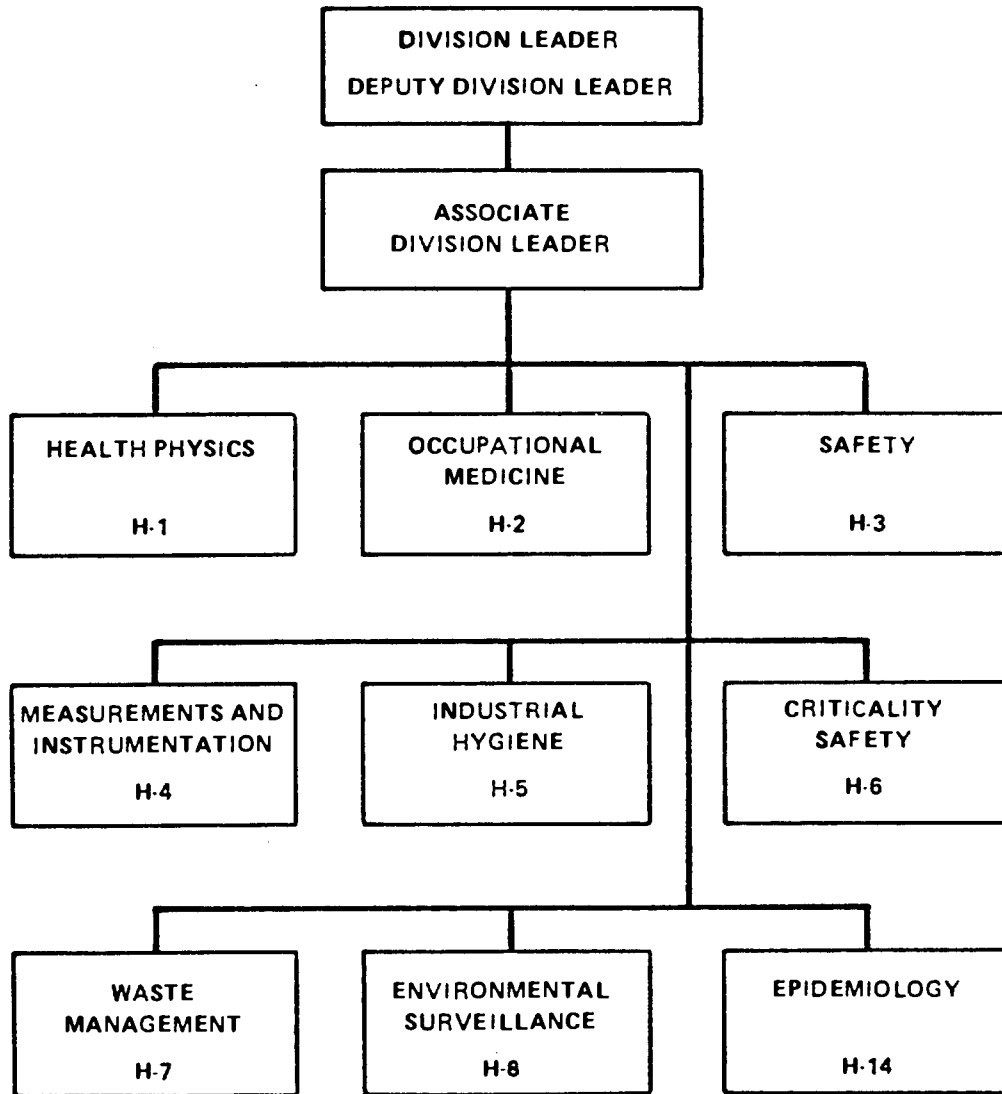 DIVISION LEADER
DEPUTY DIVISION LEADER
ASSOCIATE
DIVISION LEADER
HEALTH PHYSICS
H-1
OCCUPATIONAL
MEDICINE
H-2
SAFETY
H-3
MEASUREMENTS AND
INSTRUMENTATION
H-4
INDUSTRIAL
HYGIENE
H-5
CRITICALITY
SAFETY
H-6
WASTE
MANAGEMENT
H-7
ENVIRONMENTAL
SURVEILLANCE
H-8
EPIDEMIOLOGY
H-14